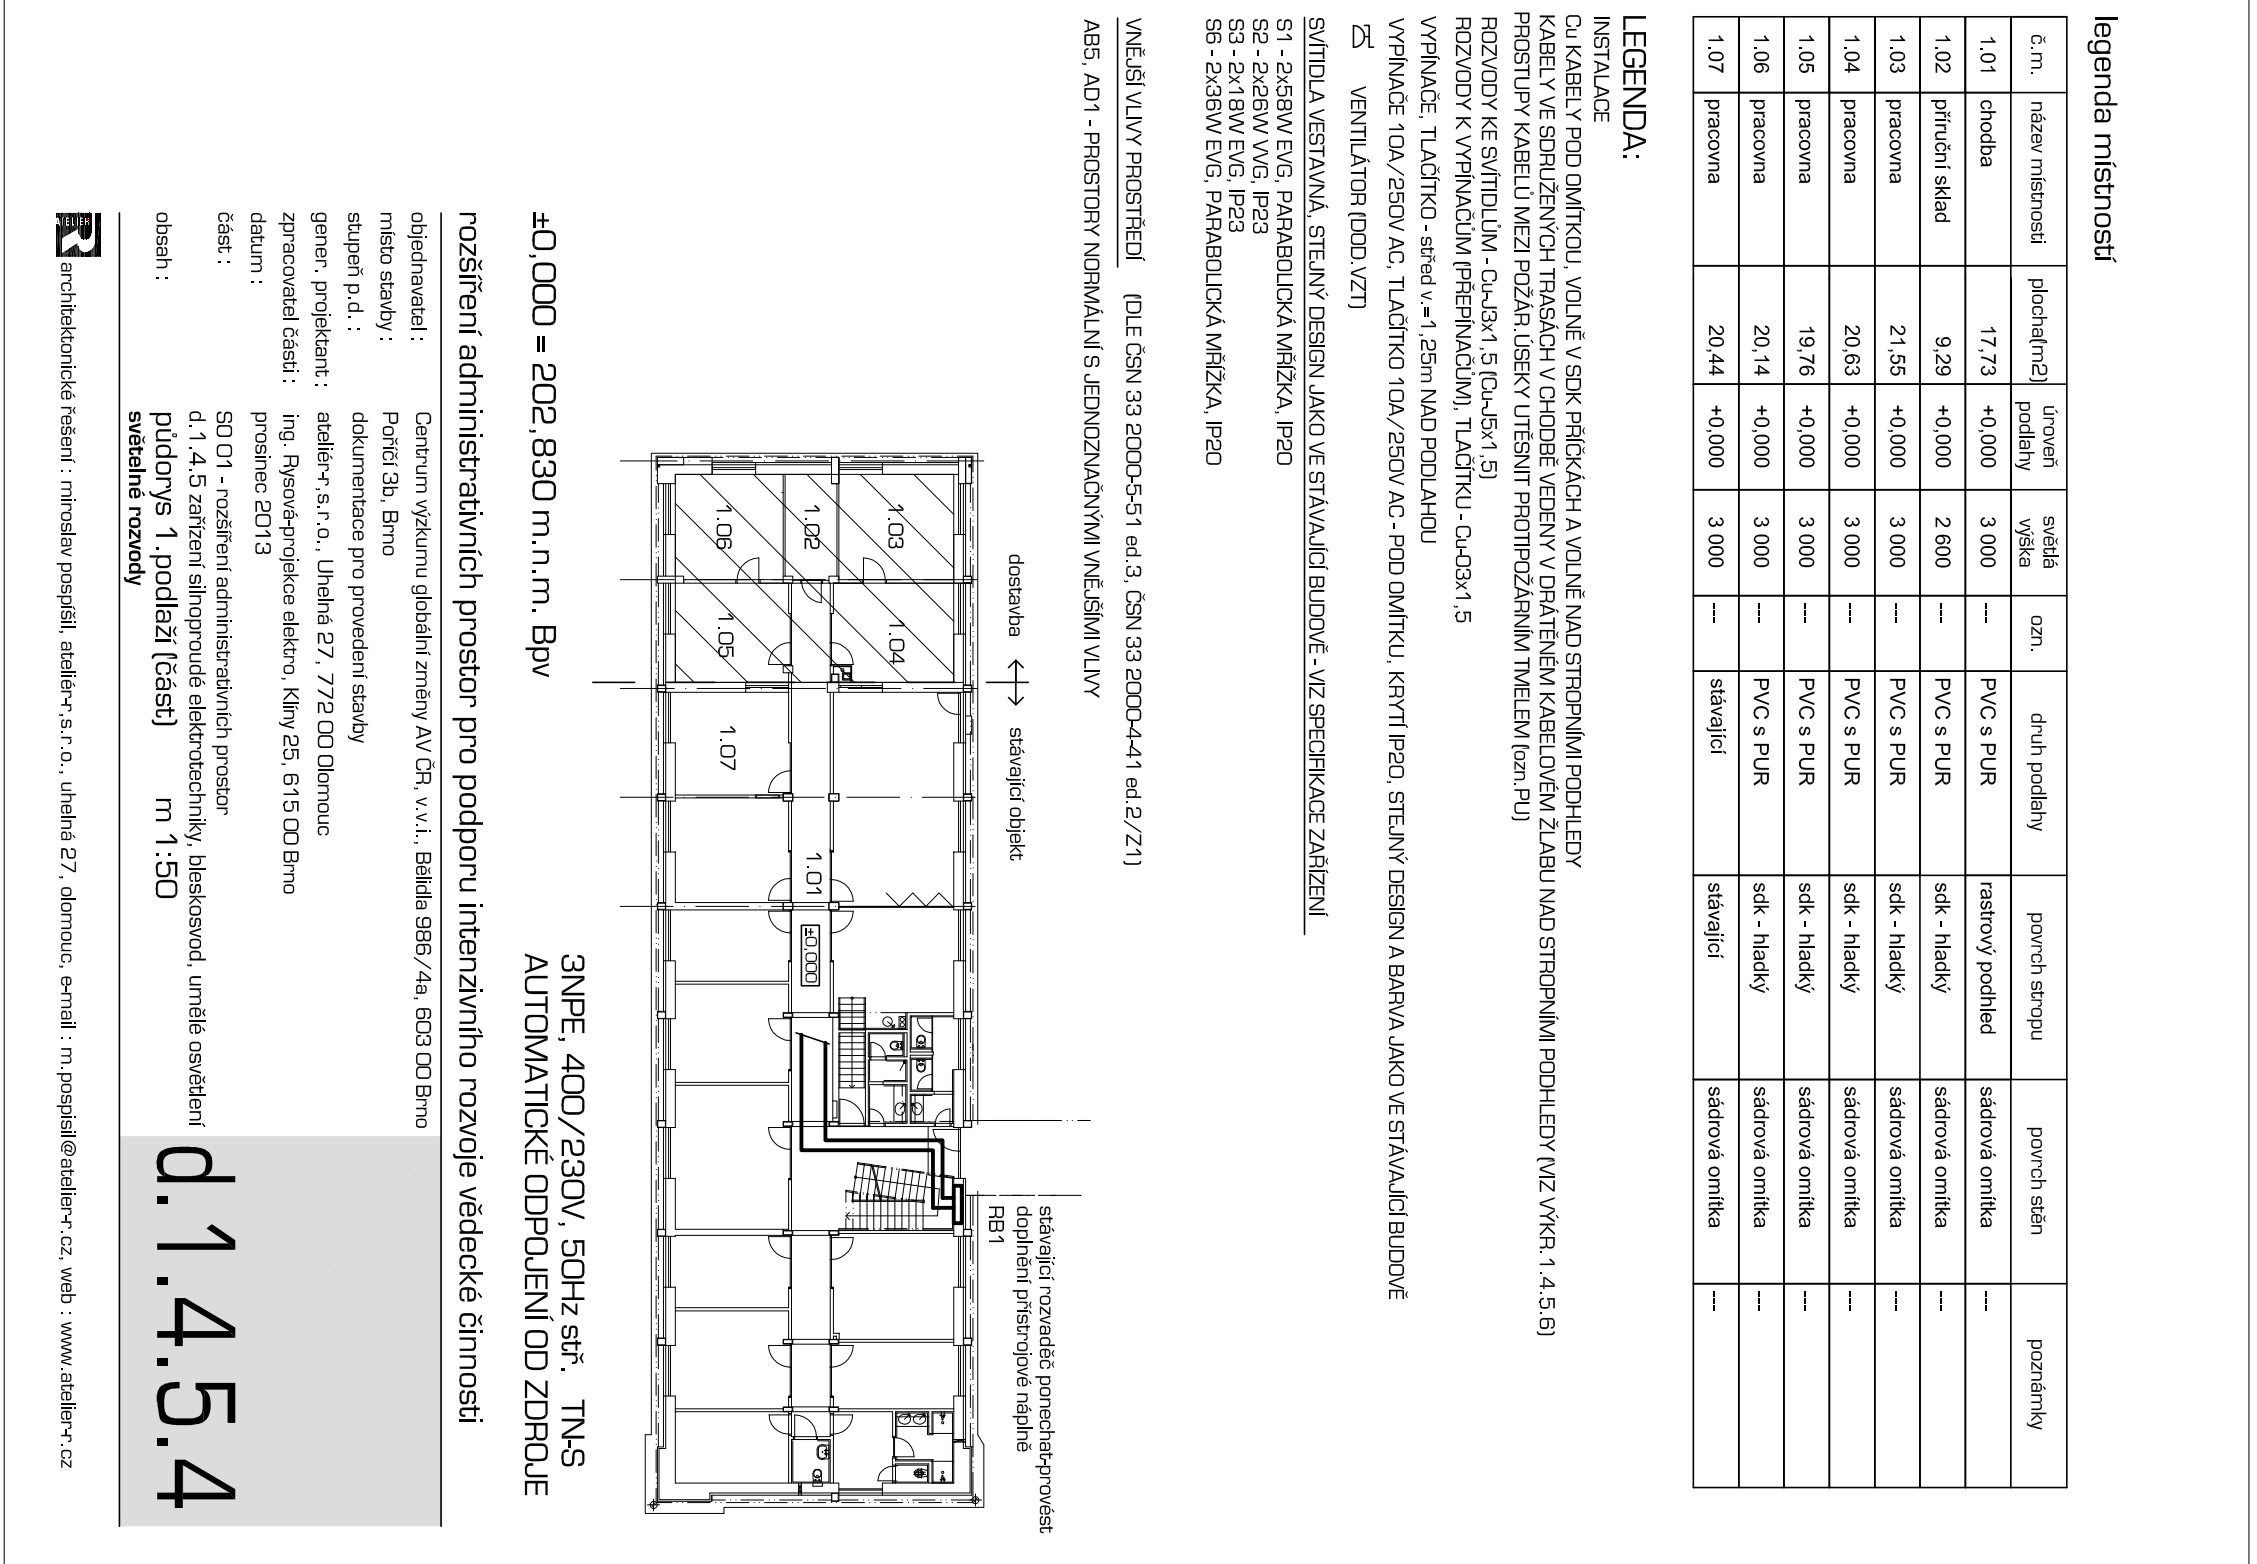 legenda místností
č.m. název místnosti plocha(m2) úroveň podlahy světlá výška ozn. druh podlahy povrch stropu povrch stěn poznámky
1.01 chodba 17,73 +0,000 3 000 --- PVC s PUR rastrový podhled sádrová omítka ---
1.02 příruční sklad 9,29 +0,000 2 600 --- PVC s PUR sdk - hladký sádrová omítka ---
1.03 pracovna 21,55 +0,000 3 000 --- PVC s PUR sdk - hladký sádrová omítka ---
1.04 pracovna 20,63 +0,000 3 000 --- PVC s PUR sdk - hladký sádrová omítka ---
1.05 pracovna 19,76 +0,000 3 000 --- PVC s PUR sdk - hladký sádrová omítka ---
1.06 pracovna 20,14 +0,000 3 000 --- PVC s PUR sdk - hladký sádrová omítka ---
1.07 pracovna 20,44 +0,000 3 000 --- stávající stávající sádrová omítka ---
LEGENDA:
INSTALACE
Cu KABELY POD OMÍTKOU, VOLNĚ V SDK PŘÍČKÁCH A VOLNĚ NAD STROPNÍMI PODHLEDY
KABELY VE SDRUŽENÝCH TRASÁCH V CHODBĚ VEDENY V DRÁTĚNÉM KABELOVÉM ŽLABU NAD STROPNÍMI PODHLEDY (VIZ VÝKR.1.4.5.6)
PROSTUPY KABELŮ MEZI POŽÁR.ÚSEKY UTĚSNIT PROTIPOŽÁRNÍM TMELEM (ozn.PU)
ROZVODY KE SVÍTIDLŮM - Cu-J3x1,5 (Cu-J5x1,5)
ROZVODY K VYPÍNAČŮM (PŘEPÍNAČŮM), TLAČÍTKU - Cu-O3x1,5
VYPÍNAČE, TLAČÍTKO - střed v.=1,25m NAD PODLAHOU
VYPÍNAČE 10A/250V AC, TLAČÍTKO 10A/250V AC - POD OMÍTKU, KRYTÍ IP20, STEJNÝ DESIGN A BARVA JAKO VE STÁVAJÍCÍ BUDOVĚ
VENTILÁTOR (DOD.VZT)
SVÍTIDLA VESTAVNÁ, STEJNÝ DESIGN JAKO VE STÁVAJÍCÍ BUDOVĚ - VIZ SPECIFIKACE ZAŘÍZENÍ
S1 - 2x58W EVG, PARABOLICKÁ MŘÍŽKA, IP20
S2 - 2x26W VVG, IP23
S3 - 2x18W EVG, IP23
S6 - 2x36W EVG, PARABOLICKÁ MŘÍŽKA, IP20
VNĚJŠÍ VLIVY PROSTŘEDÍ (DLE ČSN 33 2000-5-51 ed.3, ČSN 33 2000-4-41 ed.2/Z1)
AB5, AD1 - PROSTORY NORMÁLNÍ S JEDNOZNAČNÝMI VNĚJŠÍMI VLIVY
stávající rozvaděč ponechat-provést
doplnění přístrojové náplně
RB1
dostavba stávající objekt
1.03
1.04
1.02
1.01
±0,000
1.06
1.05
1.07
3NPE, 400/230V, 50Hz stř. TN-S
AUTOMATICKÉ ODPOJENÍ OD ZDROJE
±0,000 = 202,830 m.n.m. Bpv
rozšíření administrativních prostor pro podporu intenzivního rozvoje vědecké činnosti
objednavatel : Centrum výzkumu globální změny AV ČR, v.v.i., Bělidla 986/4a, 603 00 Brno
místo stavby : Poříčí 3b, Brno
stupeň p.d. : dokumentace pro provedení stavby
gener. projektant : ateliér-r,s.r.o., Uhelná 27, 772 00 Olomouc
zpracovatel části : ing. Rysová-projekce elektro, Klíny 25, 615 00 Brno
datum : prosinec 2013
část : SO 01 - rozšíření administrativních prostor
d.1.4.5 zařízení silnoproudé elektrotechniky, bleskosvod, umělé osvětlení
obsah : půdorys 1.podlaží (část) m 1:50
světelné rozvody
d.1.4.5.4
ATELIER R
architektonické řešení : miroslav pospíšil, ateliér-r,s.r.o., uhelná 27, olomouc, e-mail : m.pospisil@atelier-r.cz, web : www.atelier-r.cz